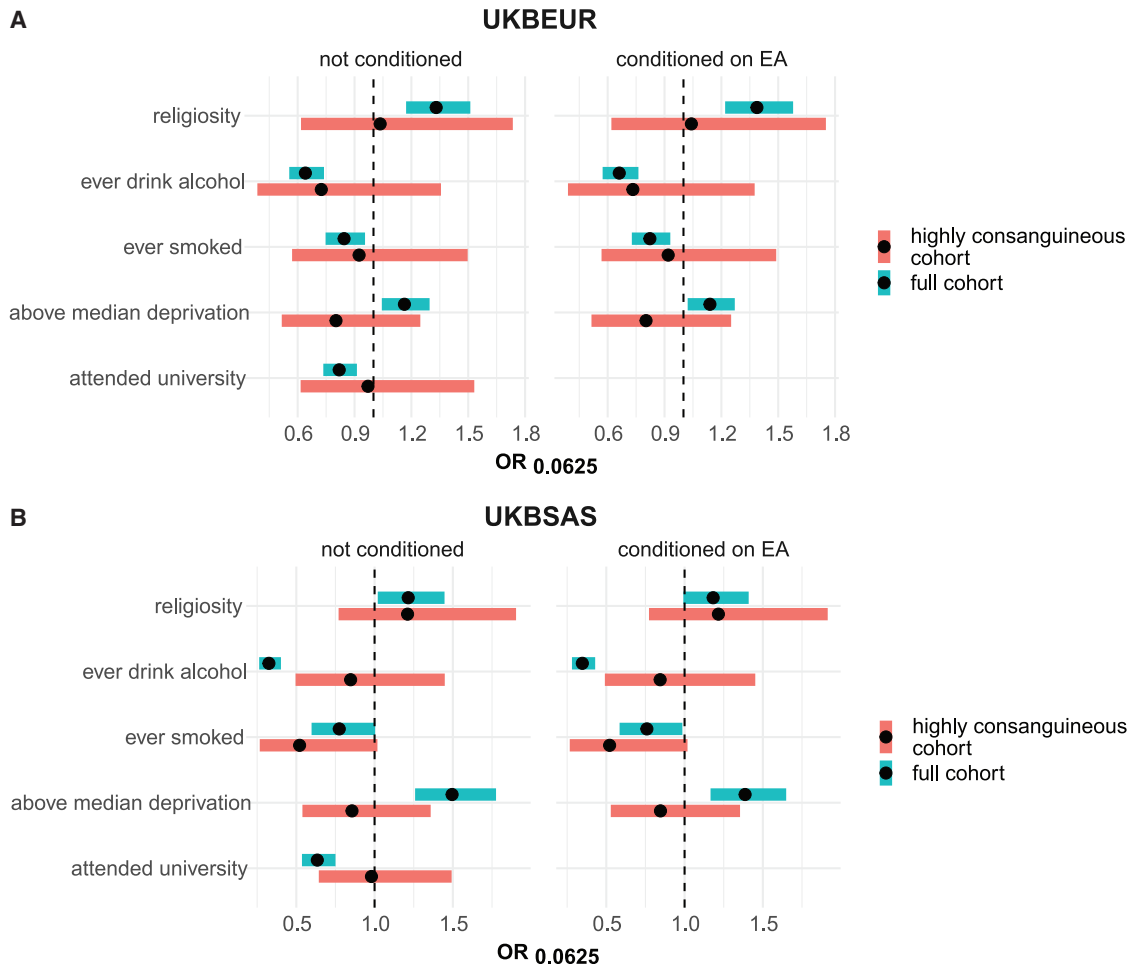 A
UKBEUR
not conditioned
conditioned on EA
religiosity
ever drink alcohol
ever smoked
above median deprivation
attended university
0.6 0.9 1.2 1.5 1.8
0.6 0.9 1.2 1.5 1.8
OR 0.0625
highly consanguineous
cohort
full cohort
B
UKBSAS
not conditioned
conditioned on EA
religiosity
ever drink alcohol
ever smoked
above median deprivation
attended university
0.5 1.0 1.5
0.5 1.0 1.5
OR 0.0625
highly consanguineous
cohort
full cohort